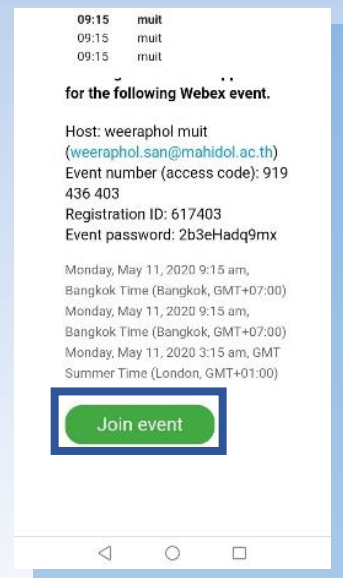 09:15 muit
09:15 muit
09:15 muit
for the following Webex event.
Host: weeraphol muit
(weeraphol.san@mahidol.ac.th)
Event number (access code): 919
436 403
Registration ID: 617403
Event password: 2b3eHadq9mx
Monday, May 11, 2020 9:15 am,
Bangkok Time (Bangkok, GMT+07:00)
Monday, May 11, 2020 9:15 am,
Bangkok Time (Bangkok, GMT+07:00)
Monday, May 11, 2020 3:15 am, GMT
Summer Time (London, GMT+01:00)
Join event